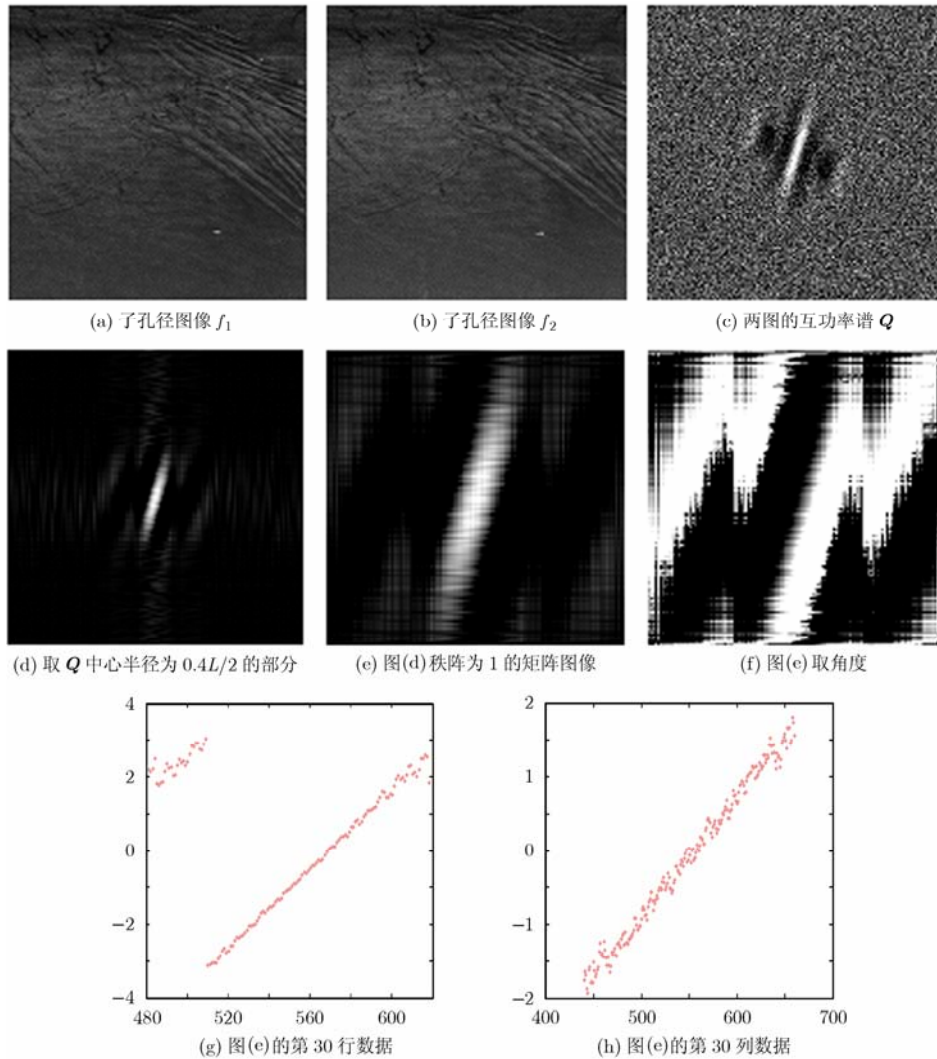 (a) 了孔径图像 f₁
(b) 了孔径图像 f₂
(c) 两图的互功率谱 Q
(d) 取 Q 中心半径为 0.4L/2 的部分
(e) 图(d)秩阵为 1 的矩阵图像
(f) 图(e)取角度
4
2
0
−2
−4
480 520 560 600
(g) 图(e)的第 30 行数据
2
1
0
−1
−2
400 500 600 700
(h) 图(e)的第 30 列数据